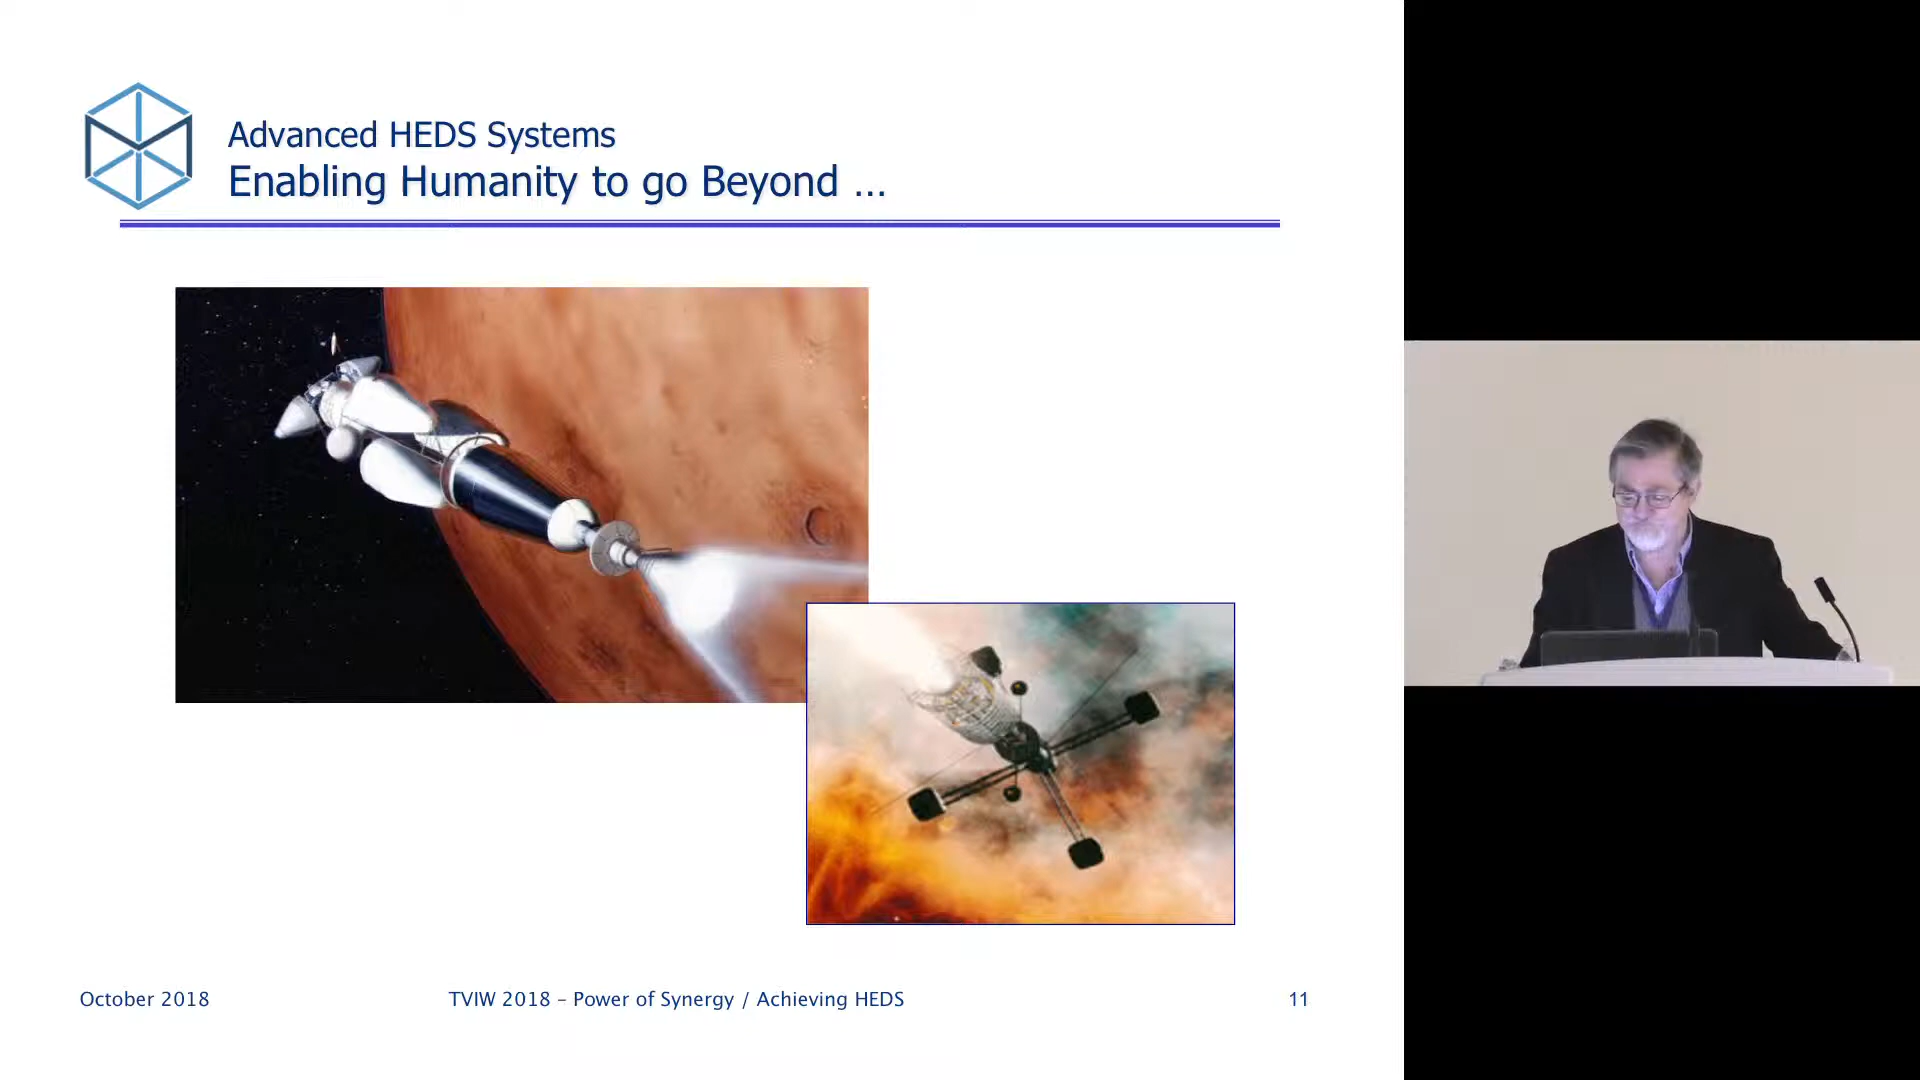 Advanced HEDS Systems
Enabling Humanity to go Beyond ...
October 2018
TVIW 2018 – Power of Synergy / Achieving HEDS
11